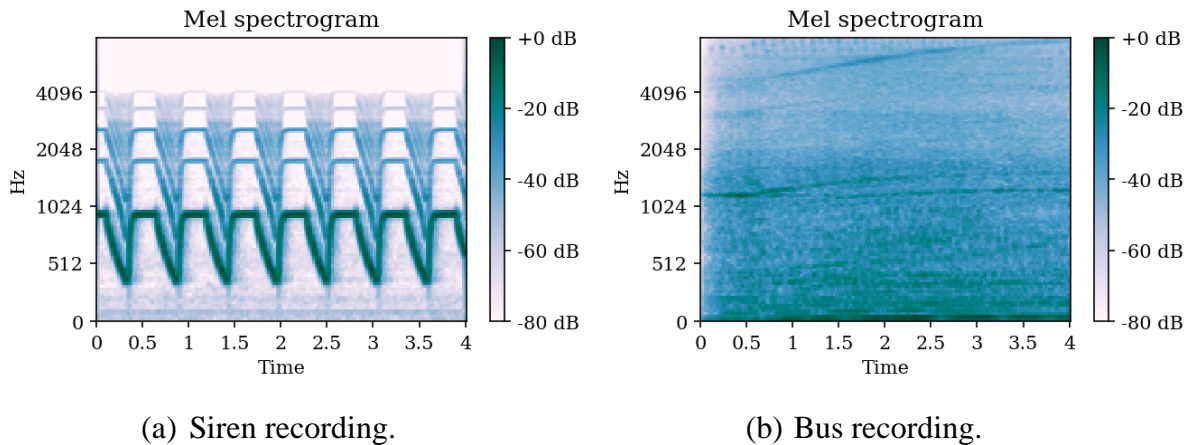 Mel spectrogram
+0 dB
4096
-20 dB
2048
Hz
-40 dB
1024
-60 dB
512
0
-80 dB
0 0.5 1 1.5 2 2.5 3 3.5 4
Time
(a) Siren recording.
Mel spectrogram
+0 dB
4096
-20 dB
2048
Hz
-40 dB
1024
-60 dB
512
0
-80 dB
0 0.5 1 1.5 2 2.5 3 3.5 4
Time
(b) Bus recording.